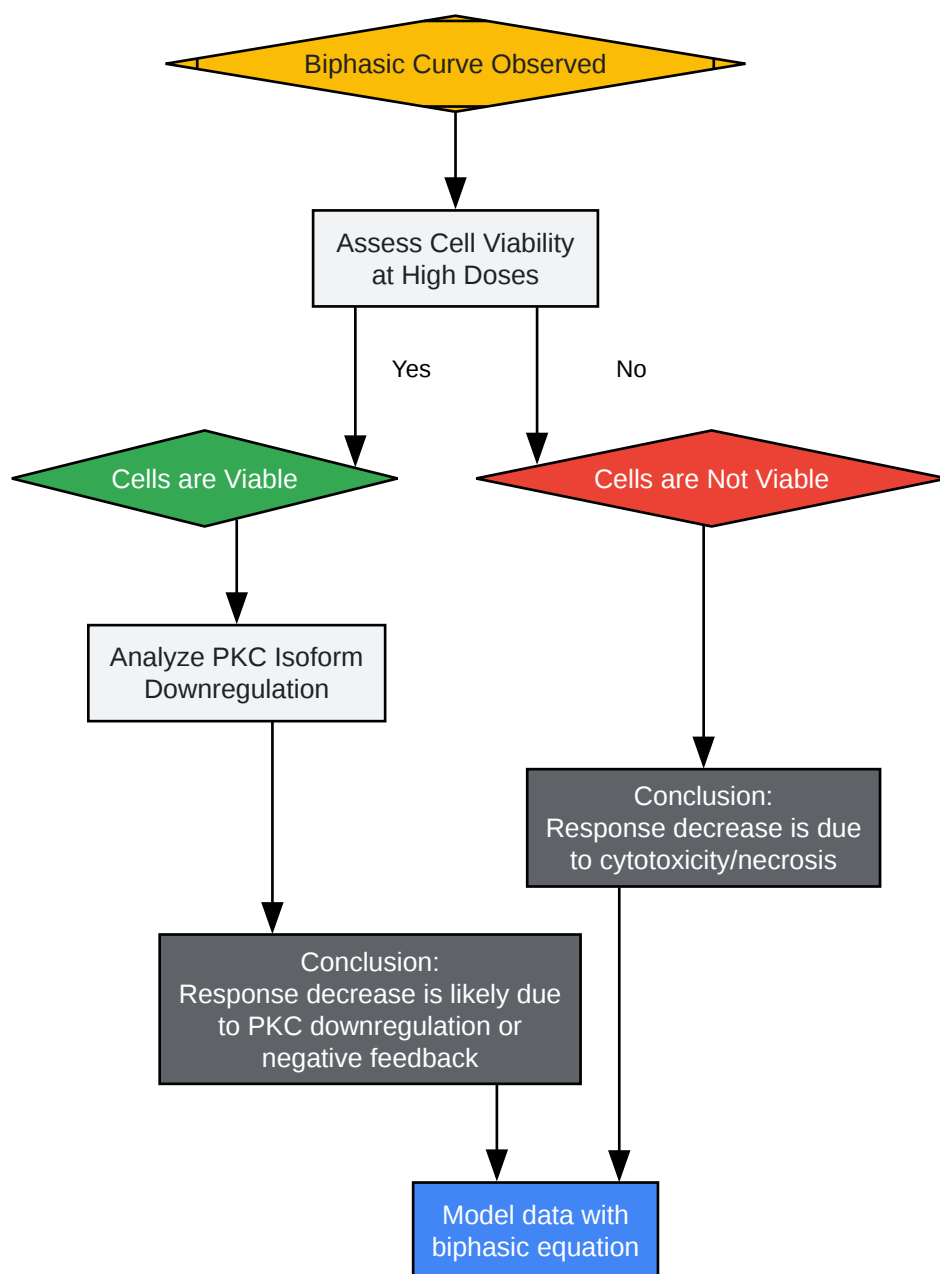 Biphasic Curve Observed
Assess Cell Viability
at High Doses
Yes
No
Cells are Viable
Cells are Not Viable
Analyze PKC Isoform
Downregulation
Conclusion:
Response decrease is due
to cytotoxicity/necrosis
Conclusion:
Response decrease is likely due
to PKC downregulation or
negative feedback
Model data with
biphasic equation